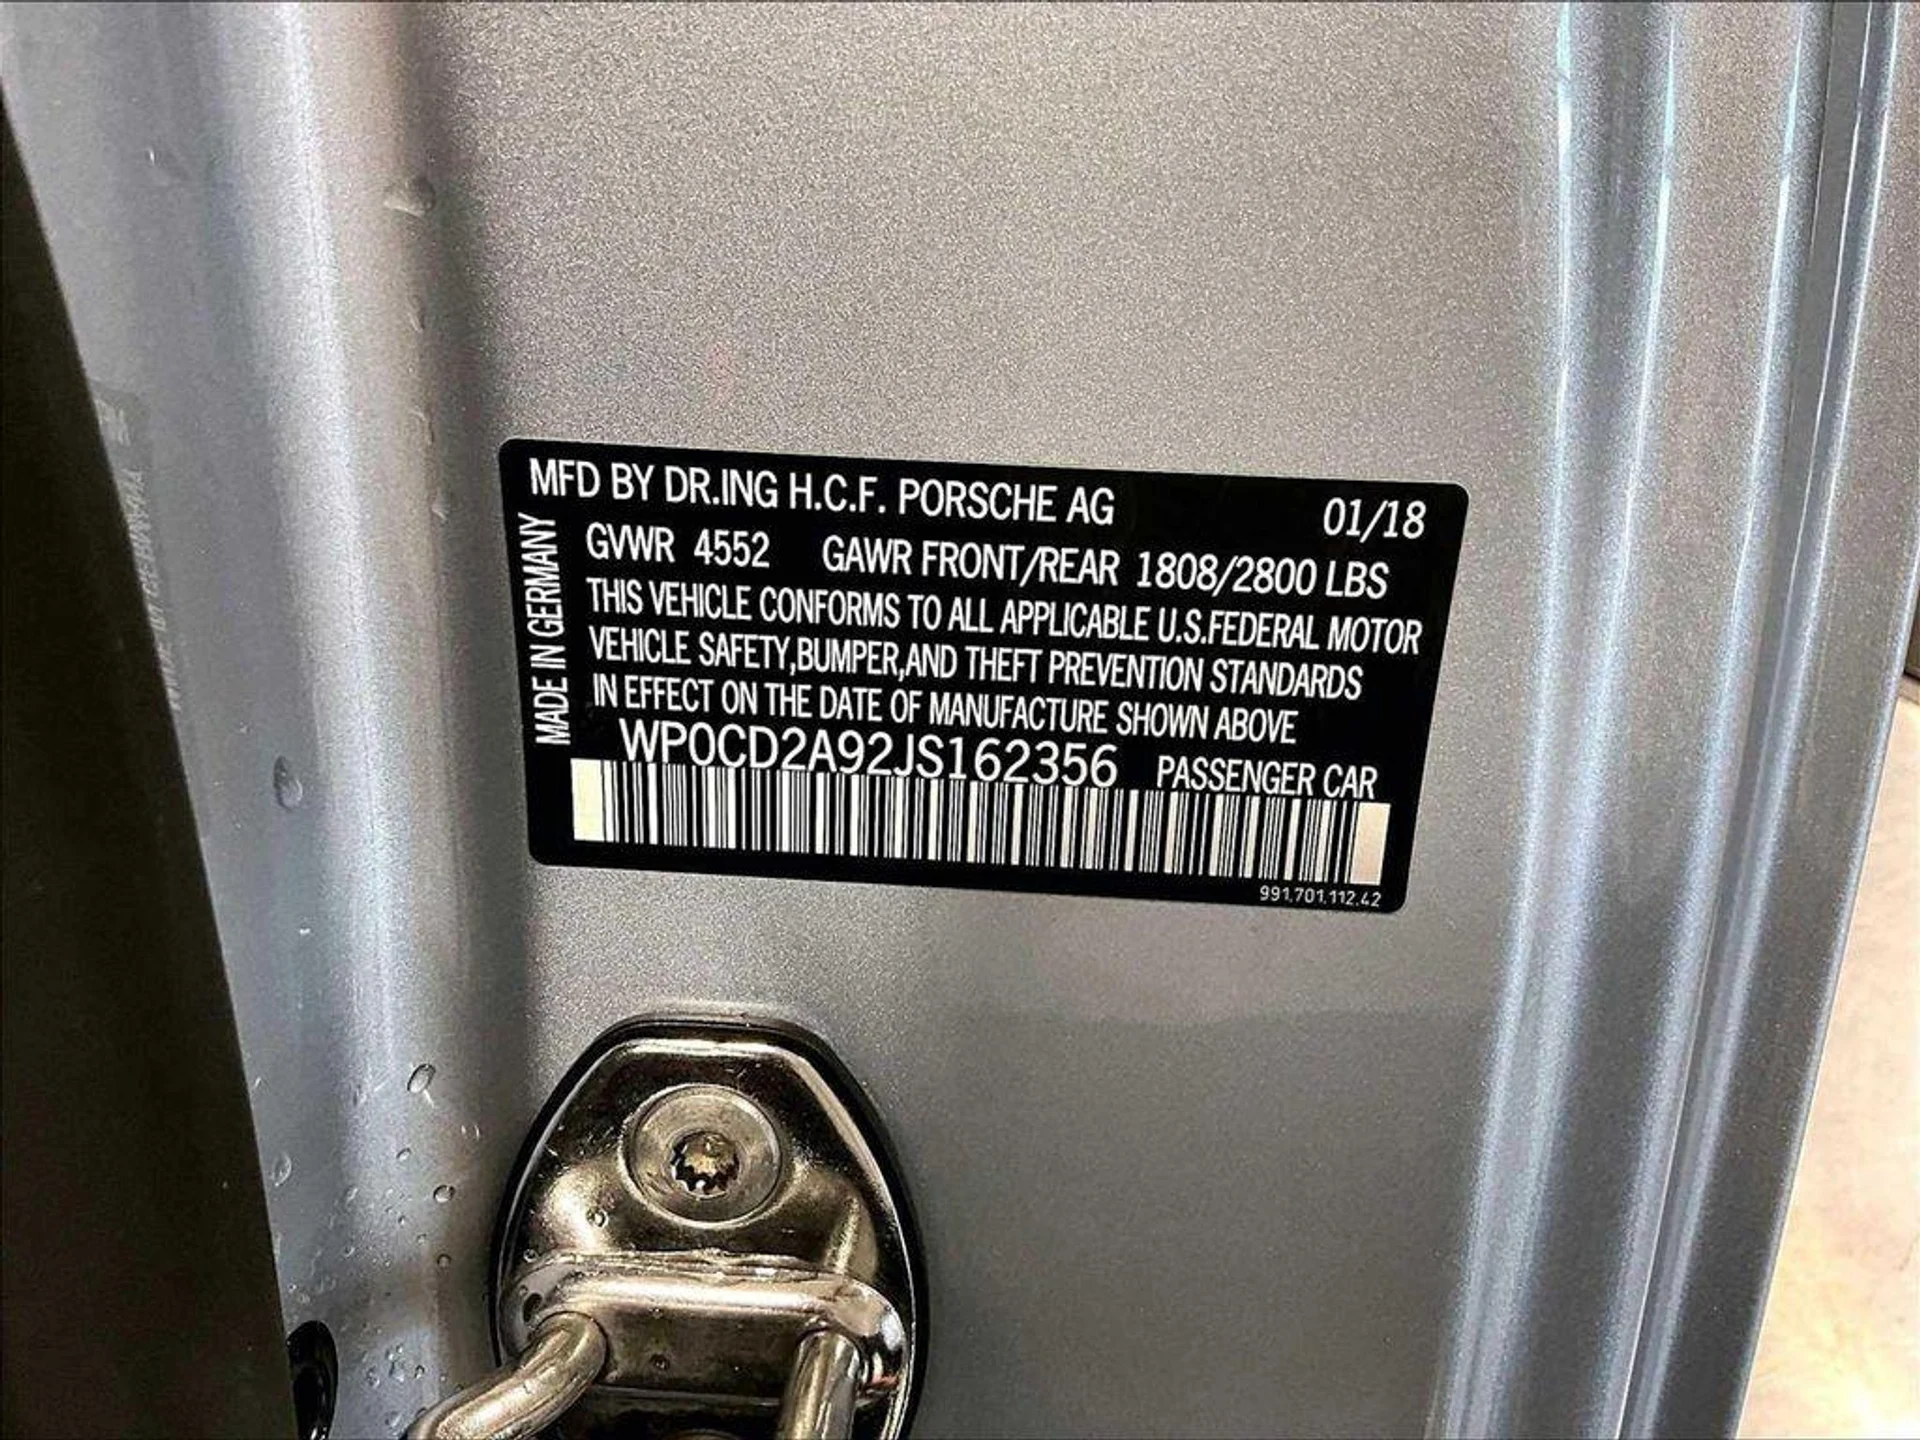 MFD BY DR.ING H.C.F. PORSCHE AG 01/18
GVWR 4552 GAWR FRONT/REAR 1808/2800 LBS
THIS VEHICLE CONFORMS TO ALL APPLICABLE U.S.FEDERAL MOTOR
VEHICLE SAFETY,BUMPER,AND THEFT PREVENTION STANDARDS
IN EFFECT ON THE DATE OF MANUFACTURE SHOWN ABOVE
WP0CD2A92JS162356 PASSENGER CAR
991.701.112.42
MADE IN GERMANY